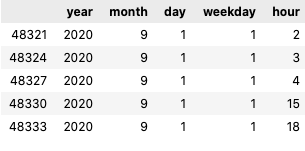 year month day weekday hour
48321 2020 9 1 1 2
48324 2020 9 1 1 3
48327 2020 9 1 1 4
48330 2020 9 1 1 15
48333 2020 9 1 1 18